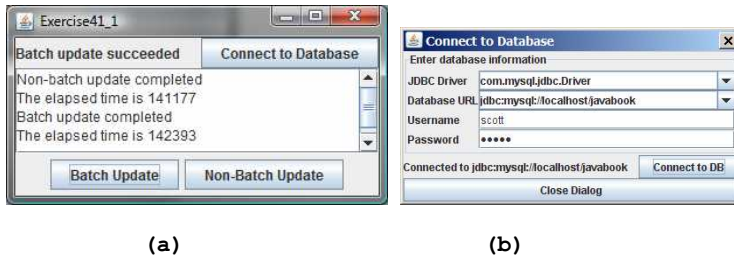 Exercise41_1
Batch update succeeded
Connect to Database
Non-batch update completed
The elapsed time is 141177
Batch update completed
The elapsed time is 142393
Batch Update
Non-Batch Update
(a)
Connect to Database
Enter database information
JDBC Driver com.mysql.jdbc.Driver
Database URL jdbc:mysql://localhost/javabook
Username scott
Password •••••
Connected to jdbc:mysql://localhost/javabook
Connect to DB
Close Dialog
(b)